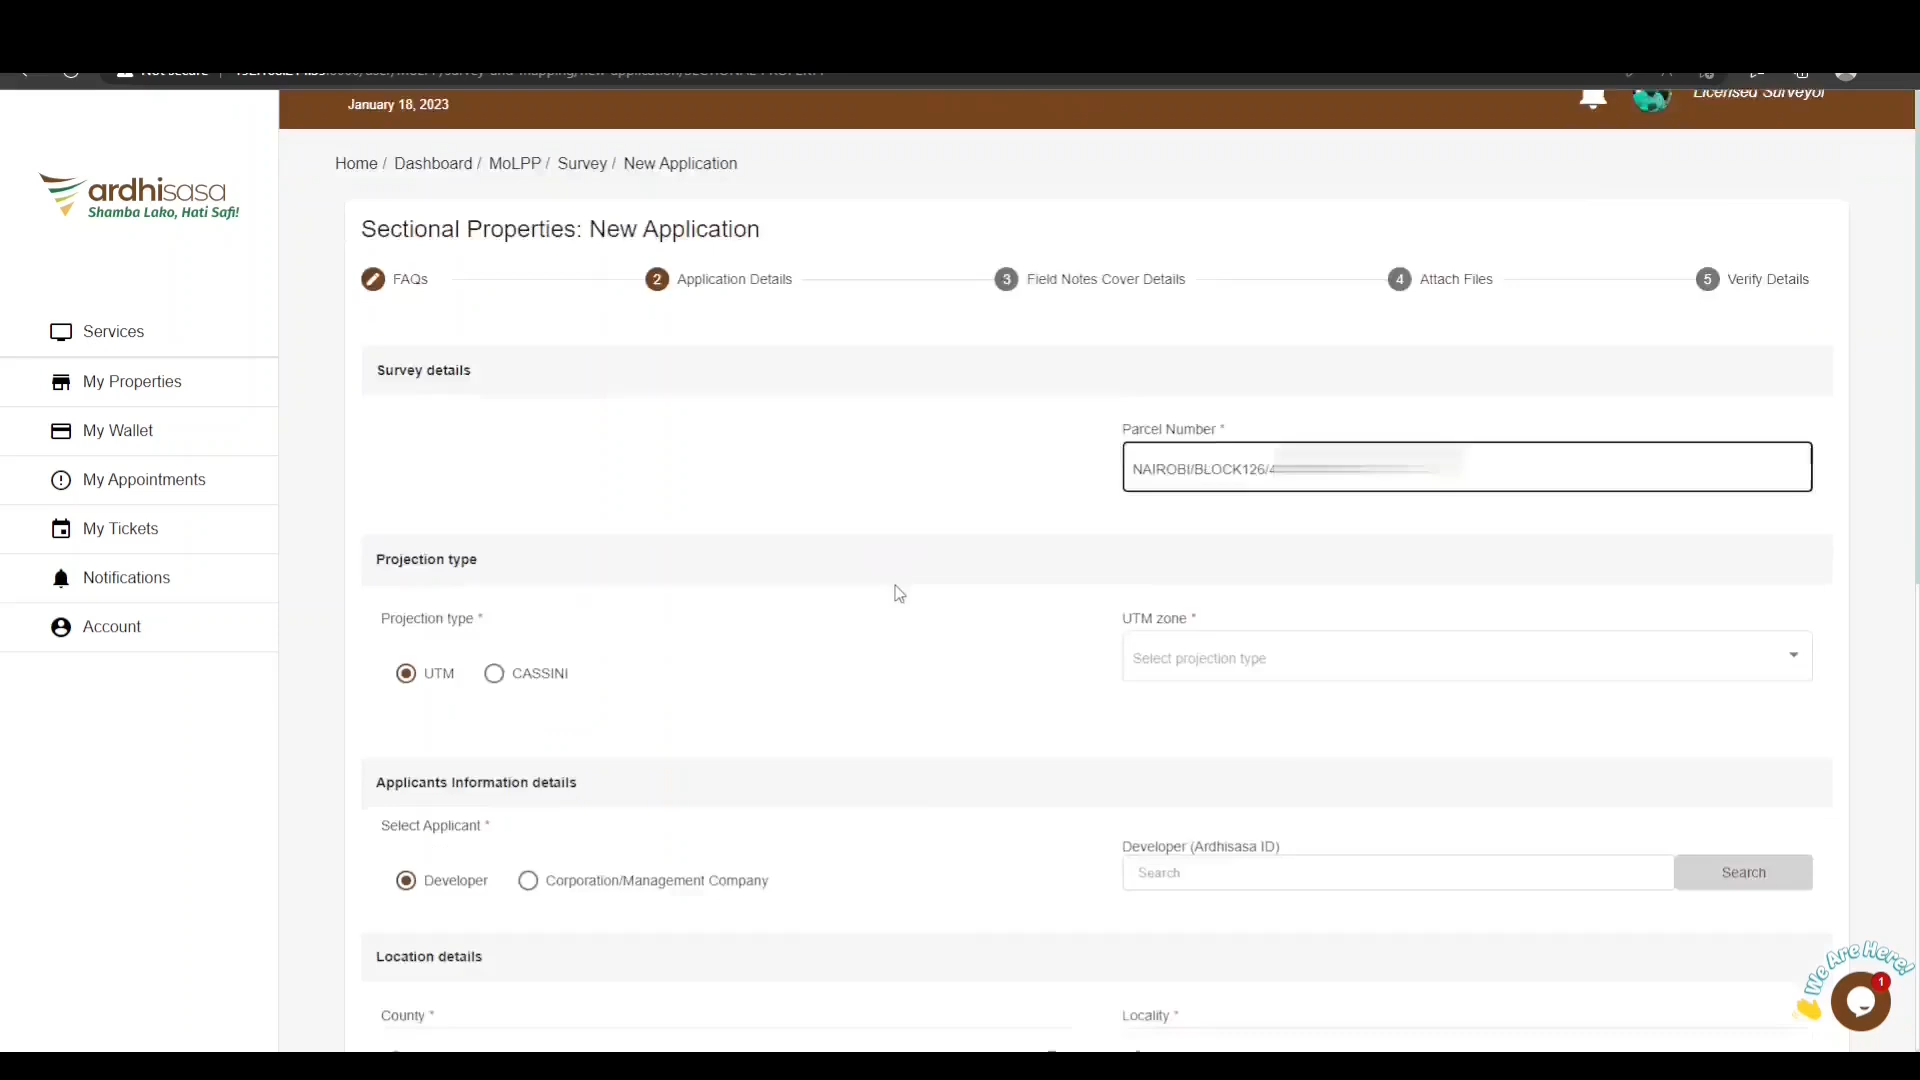 January 18, 2023
Licensed Surveyor
Home / Dashboard / MoLPP / Survey / New Application
ardhisasa
Shamba Lako, Hati Safi!
Services
My Properties
My Wallet
My Appointments
My Tickets
Notifications
Account
Sectional Properties: New Application
FAQs
2 Application Details
3 Field Notes Cover Details
4 Attach Files
5 Verify Details
Survey details
Parcel Number *
NAIROBI/BLOCK126/
Projection type
Projection type *
UTM zone *
UTM
CASSINI
Select projection type
Applicants Information details
Select Applicant *
Developer (Ardhisasa ID)
Developer
Corporation/Management Company
Search
Search
Location details
County *
Locality *
We Are Here!
1